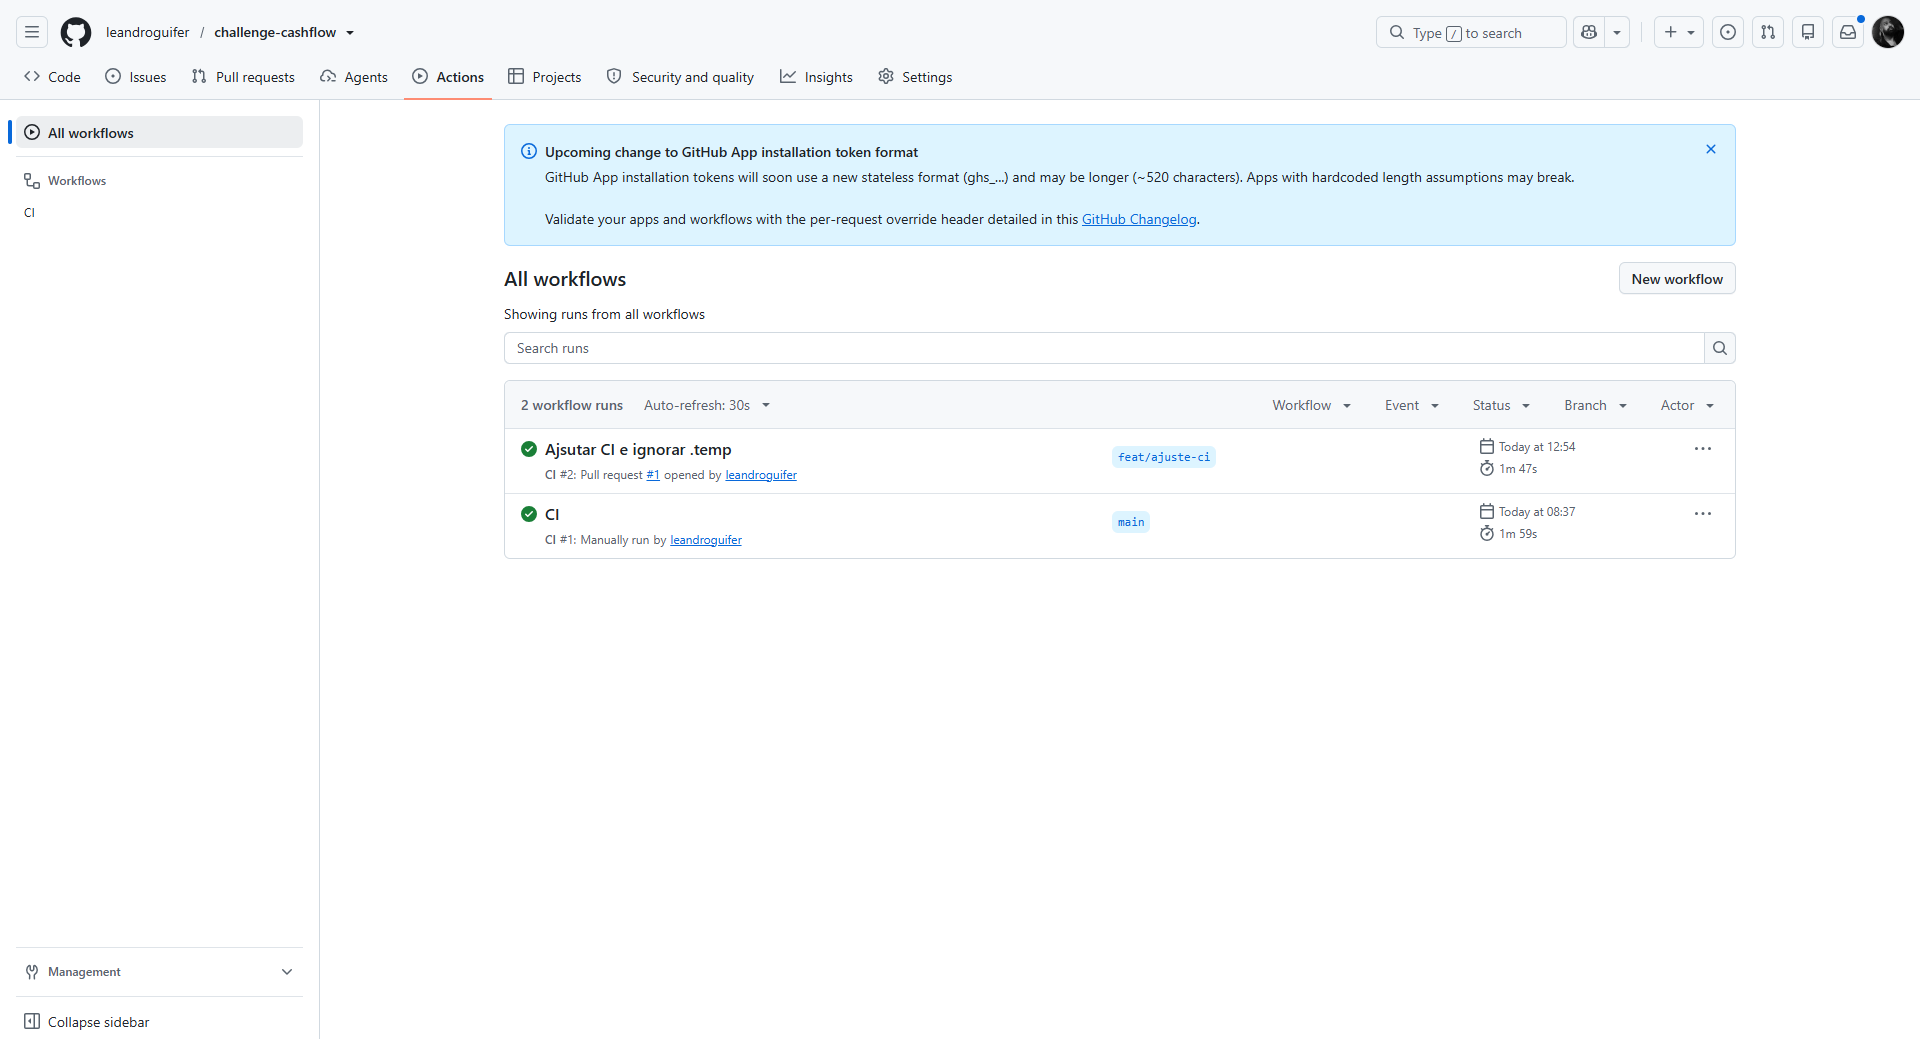 leandroguifer / challenge-cashflow
Type / to search
Code Issues Pull requests Agents Actions Projects Security and quality Insights Settings
All workflows
Workflows
CI
Management
Collapse sidebar
Upcoming change to GitHub App installation token format
GitHub App installation tokens will soon use a new stateless format (ghs_...) and may be longer (~520 characters). Apps with hardcoded length assumptions may break.
Validate your apps and workflows with the per-request override header detailed in this GitHub Changelog.
All workflows
New workflow
Showing runs from all workflows
Search runs
2 workflow runs Auto-refresh: 30s Workflow Event Status Branch Actor
Ajsutar CI e ignorar .temp
CI #2: Pull request #1 opened by leandroguifer
feat/ajuste-ci
Today at 12:54
1m 47s
CI
CI #1: Manually run by leandroguifer
main
Today at 08:37
1m 59s